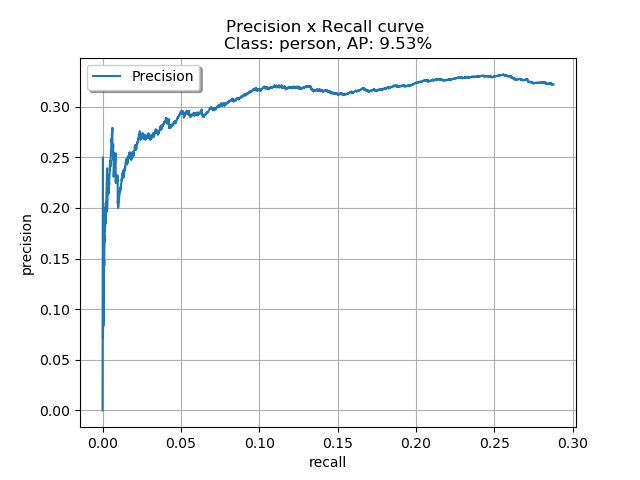 Precision x Recall curve
Class: person, AP: 9.53%
Precision
0.30
0.25
0.20
0.15
0.10
0.05
0.00
precision
0.00 0.05 0.10 0.15 0.20 0.25 0.30
recall